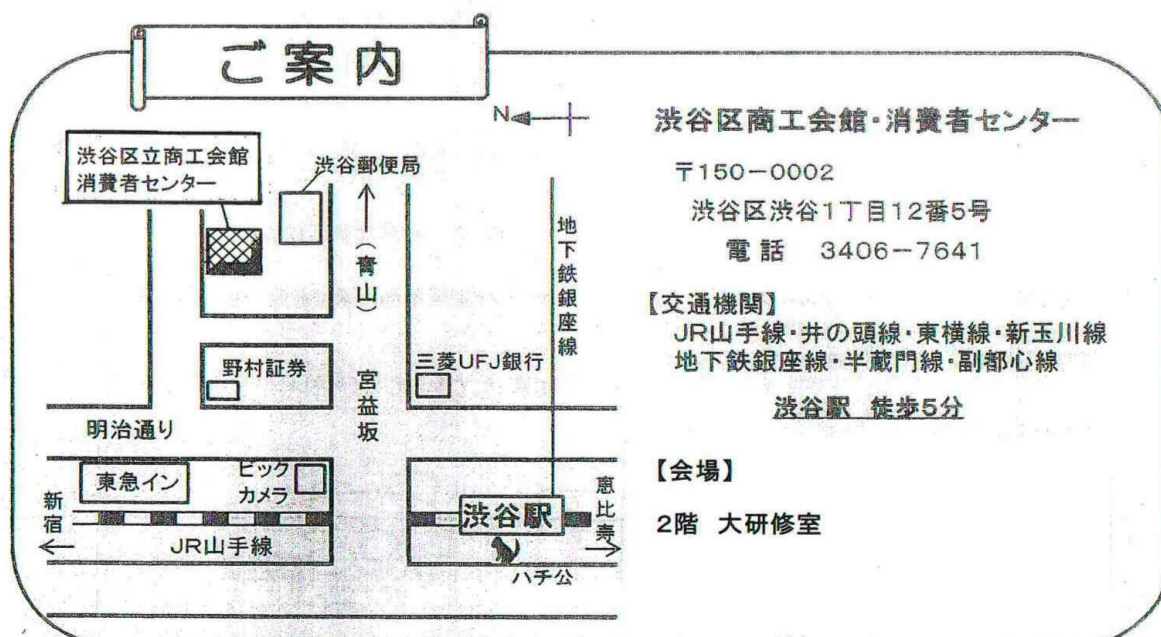 ご案内
N
渋谷区立商工会館
消費者センター
渋谷郵便局
(青山)
地下鉄銀座線
野村証券
宮益坂
三菱UFJ銀行
明治通り
東急イン
ビック
カメラ
新宿
渋谷駅
恵比寿
JR山手線
ハチ公
渋谷区商工会館・消費者センター
〒150-0002
渋谷区渋谷1丁目12番5号
電話 3406-7641
【交通機関】
JR山手線・井の頭線・東横線・新玉川線
地下鉄銀座線・半蔵門線・副都心線
渋谷駅 徒歩5分
【会場】
2階 大研修室